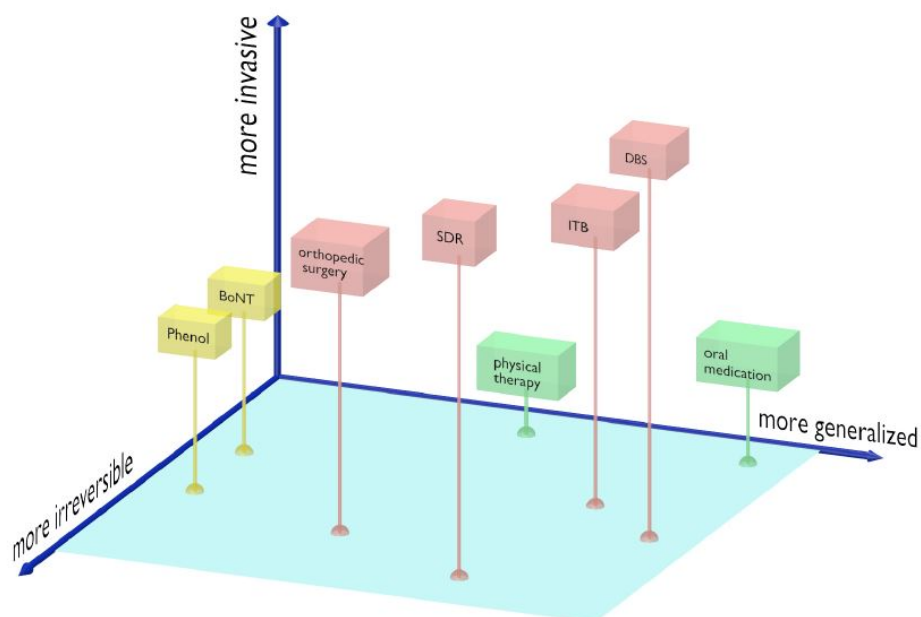 more invasive
DBS
ITB
SDR
orthopedic
surgery
BoNT
Phenol
physical
therapy
oral
medication
more generalized
more irreversible